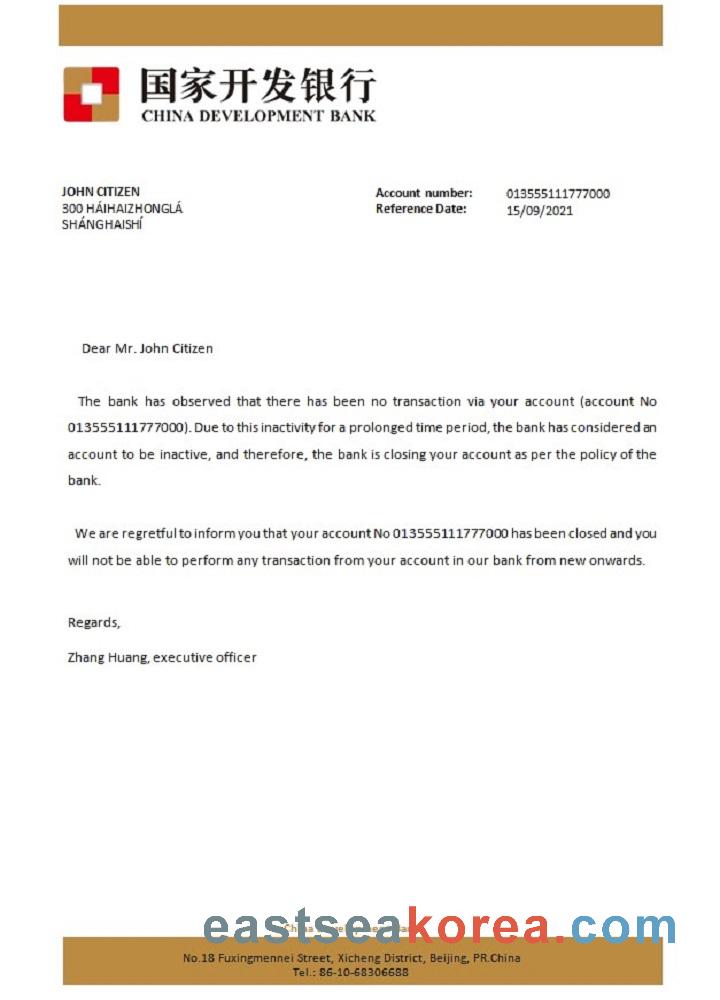 国家开发银行
CHINA DEVELOPMENT BANK
JOHN CITIZEN
300 HÁIHAIZHONGLÁ
SHÁNGHAISHÍ
Account number: 013555111777000
Reference Date: 15/09/2021
Dear Mr. John Citizen
The bank has observed that there has been no transaction via your account (account No
013555111777000). Due to this inactivity for a prolonged time period, the bank has considered an
account to be inactive, and therefore, the bank is closing your account as per the policy of the
bank.
We are regretful to inform you that your account No 013555111777000 has been closed and you
will not be able to perform any transaction from your account in our bank from new onwards.
Regards,
Zhang Huang, executive officer
eastseakorea.com
No.18 Fuxingmennei Street, Xicheng District, Beijing, PR.China
Tel.: 86-10-68306688